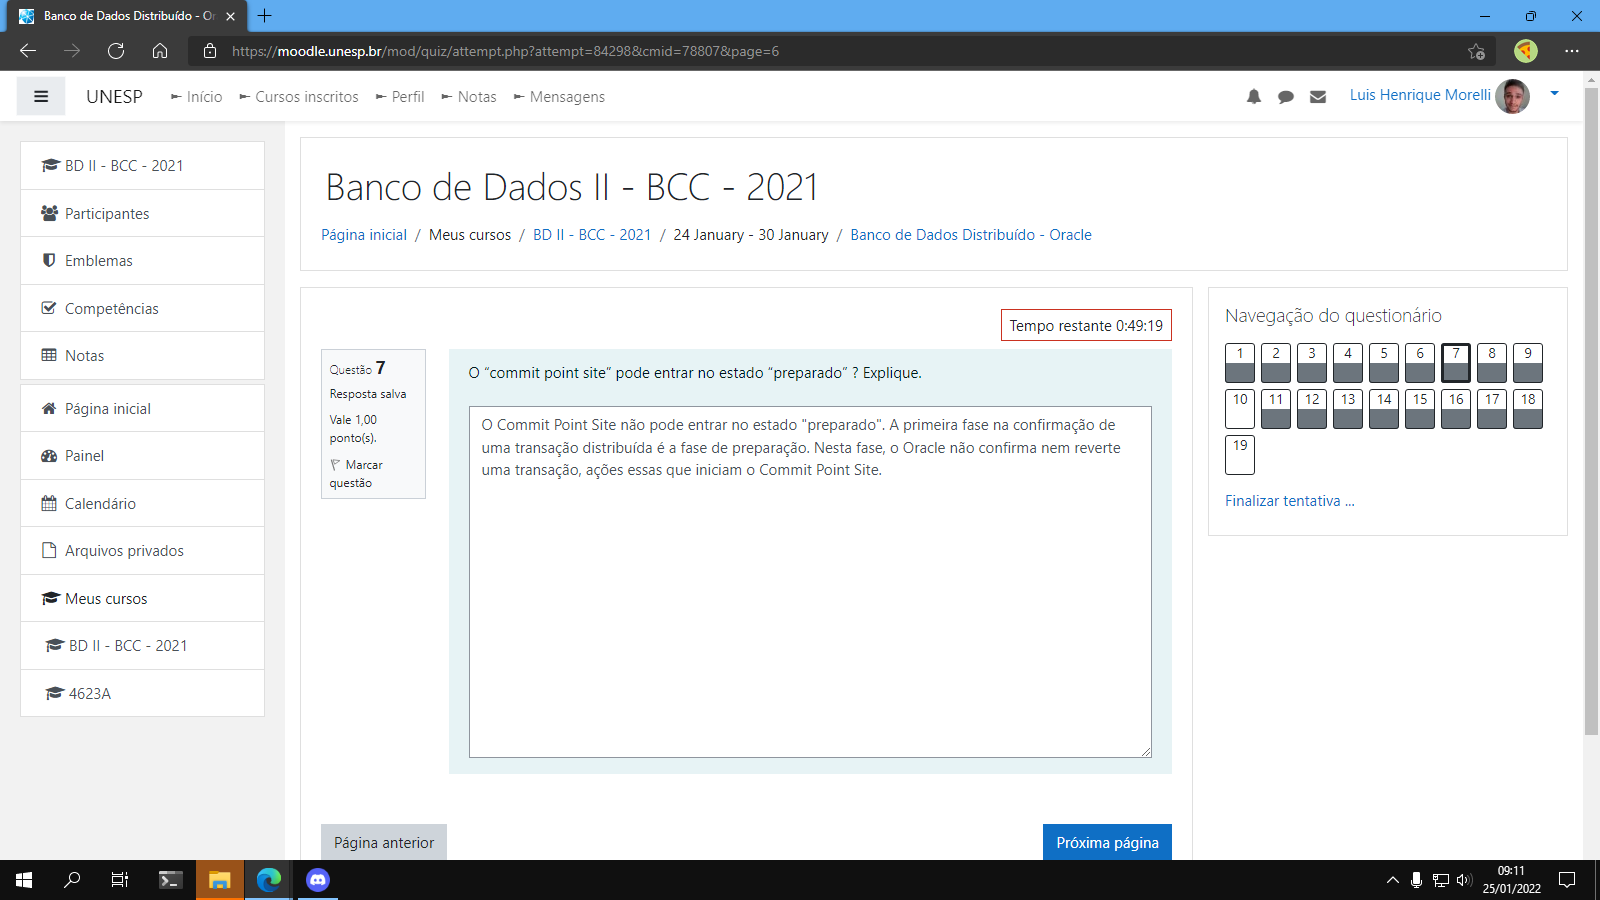 Banco de Dados Distribuído - Or
https://moodle.unesp.br/mod/quiz/attempt.php?attempt=84298&cmid=78807&page=6
UNESP
Início
Cursos inscritos
Perfil
Notas
Mensagens
Luis Henrique Morelli
BD II - BCC - 2021
Participantes
Emblemas
Competências
Notas
Página inicial
Painel
Calendário
Arquivos privados
Meus cursos
BD II - BCC - 2021
4623A
Banco de Dados II - BCC - 2021
Página inicial / Meus cursos / BD II - BCC - 2021 / 24 January - 30 January / Banco de Dados Distribuído - Oracle
Tempo restante 0:49:19
Questão 7
Resposta salva
Vale 1,00
ponto(s).
Marcar
questão
O “commit point site” pode entrar no estado “preparado” ? Explique.
O Commit Point Site não pode entrar no estado "preparado". A primeira fase na confirmação de
uma transação distribuída é a fase de preparação. Nesta fase, o Oracle não confirma nem reverte
uma transação, ações essas que iniciam o Commit Point Site.
Página anterior
Próxima página
Navegação do questionário
1 2 3 4 5 6 7 8 9
10 11 12 13 14 15 16 17 18
19
Finalizar tentativa ...
09:11
25/01/2022